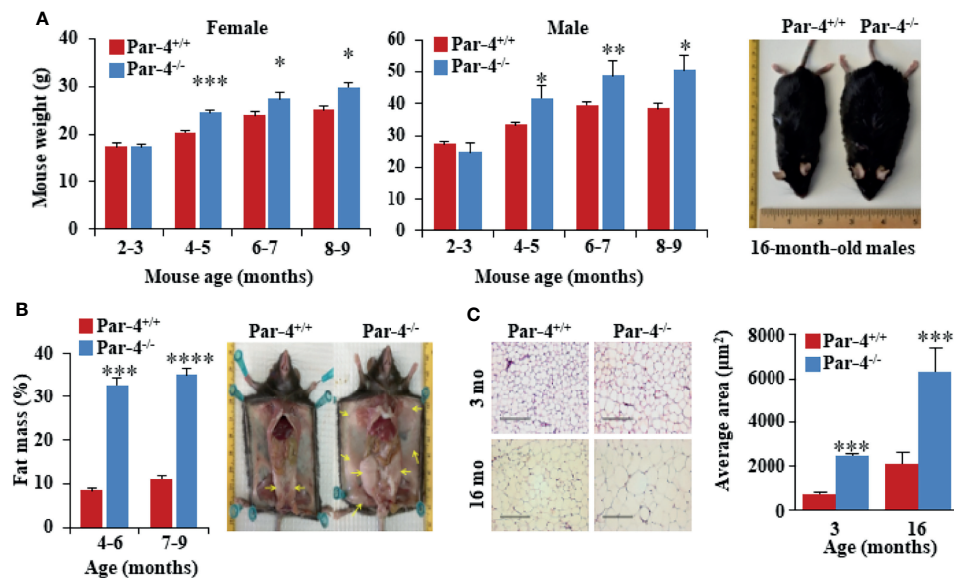 A
Female
Par-4+/+
Par-4-/-
Mouse weight (g)
40
30
20
10
0
***
*
*
2-3
4-5
6-7
8-9
Mouse age (months)
Male
Par-4+/+
Par-4-/-
60
50
40
30
20
10
0
*
**
*
2-3
4-5
6-7
8-9
Mouse age (months)
Par-4+/+ Par-4-/-
1 2 3 4 5
16-month-old males
B
Par-4+/+
Par-4-/-
Fat mass (%)
40
30
20
10
0
***
****
4-6
7-9
Age (months)
Par-4+/+ Par-4-/-
C
Par-4+/+ Par-4-/-
3 mo
16 mo
Average area (µm2)
8000
6000
4000
2000
0
Par-4+/+
Par-4-/-
***
***
3
16
Age (months)